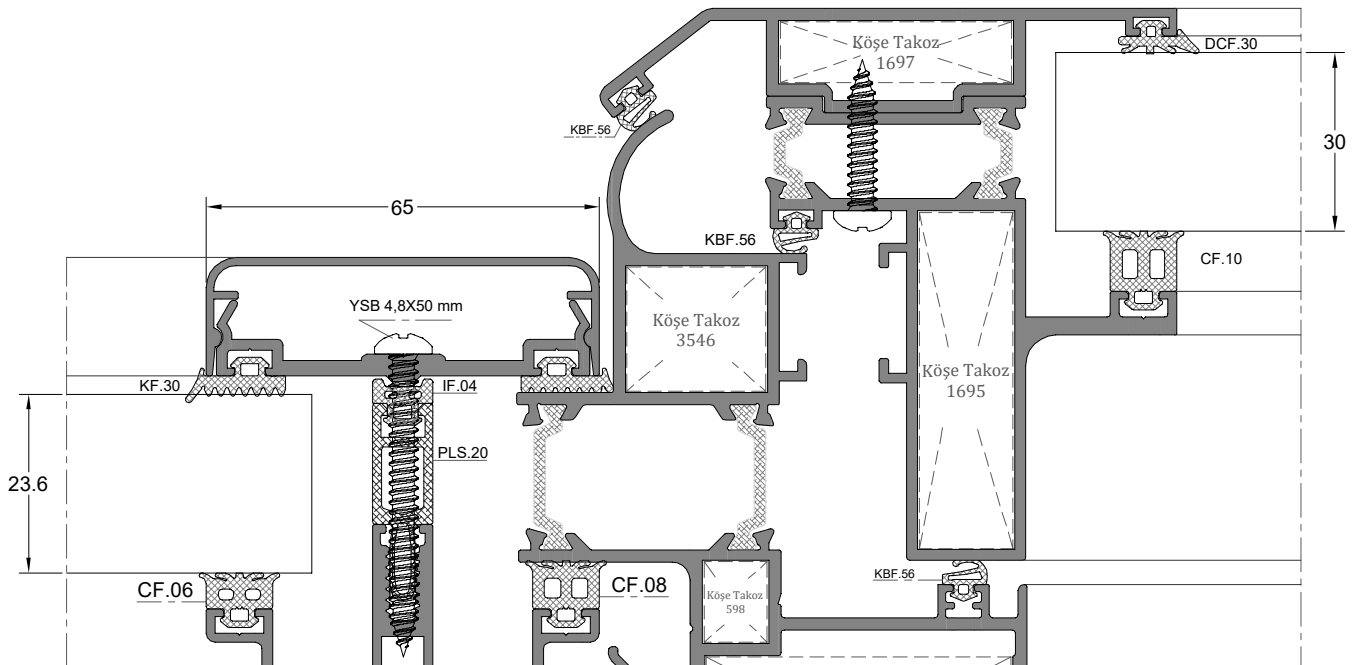 Köşe Takoz
1697
DCF.30
KBF.56
30
65
KBF.56
CF.10
YSB 4,8X50 mm
Köşe Takoz
3546
Köşe Takoz
1695
KF.30
IF.04
PLS.20
23.6
CF.06
CF.08
KBF.56
Köşe Takoz
598